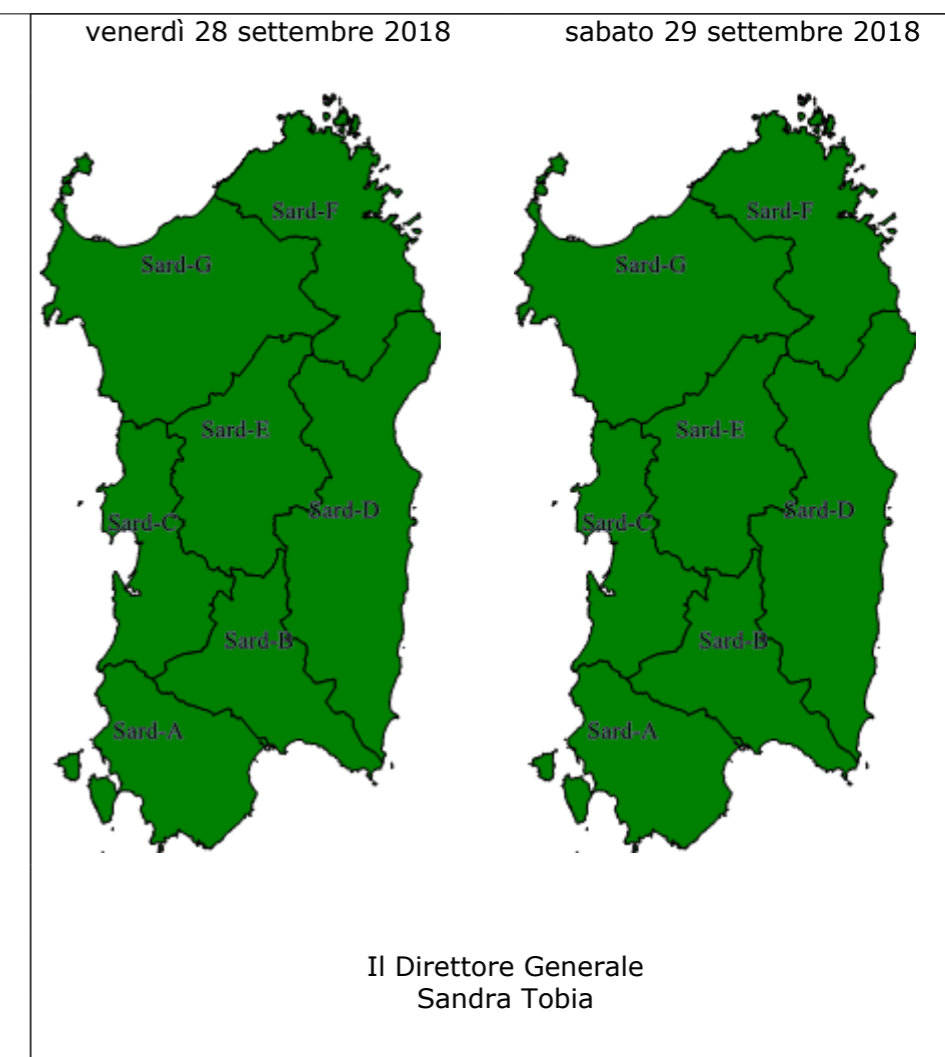 venerdì 28 settembre 2018
sabato 29 settembre 2018
Sard-F
Sard-G
Sard-E
Sard-D
Sard-C
Sard-B
Sard-A
Sard-F
Sard-G
Sard-E
Sard-D
Sard-C
Sard-B
Sard-A
Il Direttore Generale
Sandra Tobia